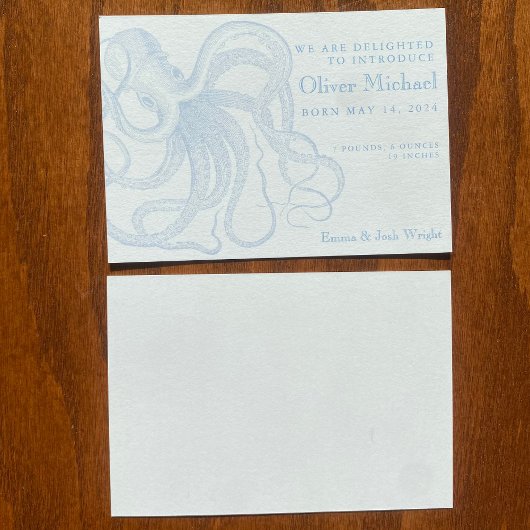 WE ARE DELIGHTED
TO INTRODUCE
Oliver Michael
BORN MAY 14, 2024
7 POUNDS, 6 OUNCES
19 INCHES
Emma & Josh Wright